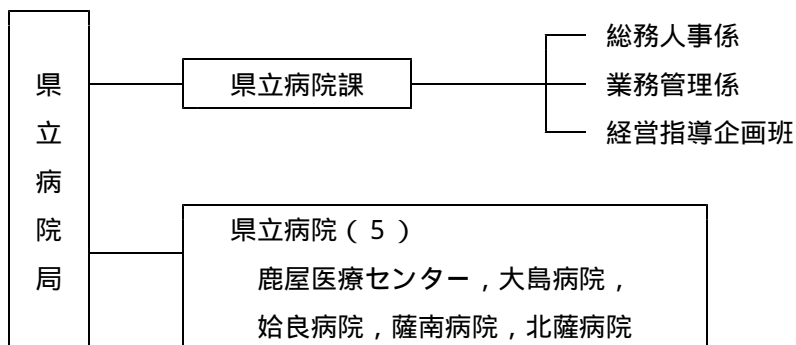 県立病院局
県立病院課
総務人事係
業務管理係
経営指導企画班
県立病院(5)
鹿屋医療センター,大島病院,
姶良病院,薩南病院,北薩病院